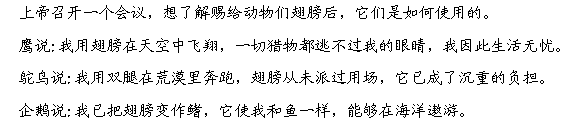 上帝召开一个会议，想了解赐给动物们翅膀后，它们是如何使用的。
鹰说：我用翅膀在天空中飞翔，一切猎物都逃不过我的眼睛，我因此生活无忧。
鸵鸟说：我用双腿在荒漠里奔跑，翅膀从未派过用场，它已成了沉重的负担。
企鹅说：我已把翅膀变作鳍，它使我和鱼一样，能够在海洋遨游。